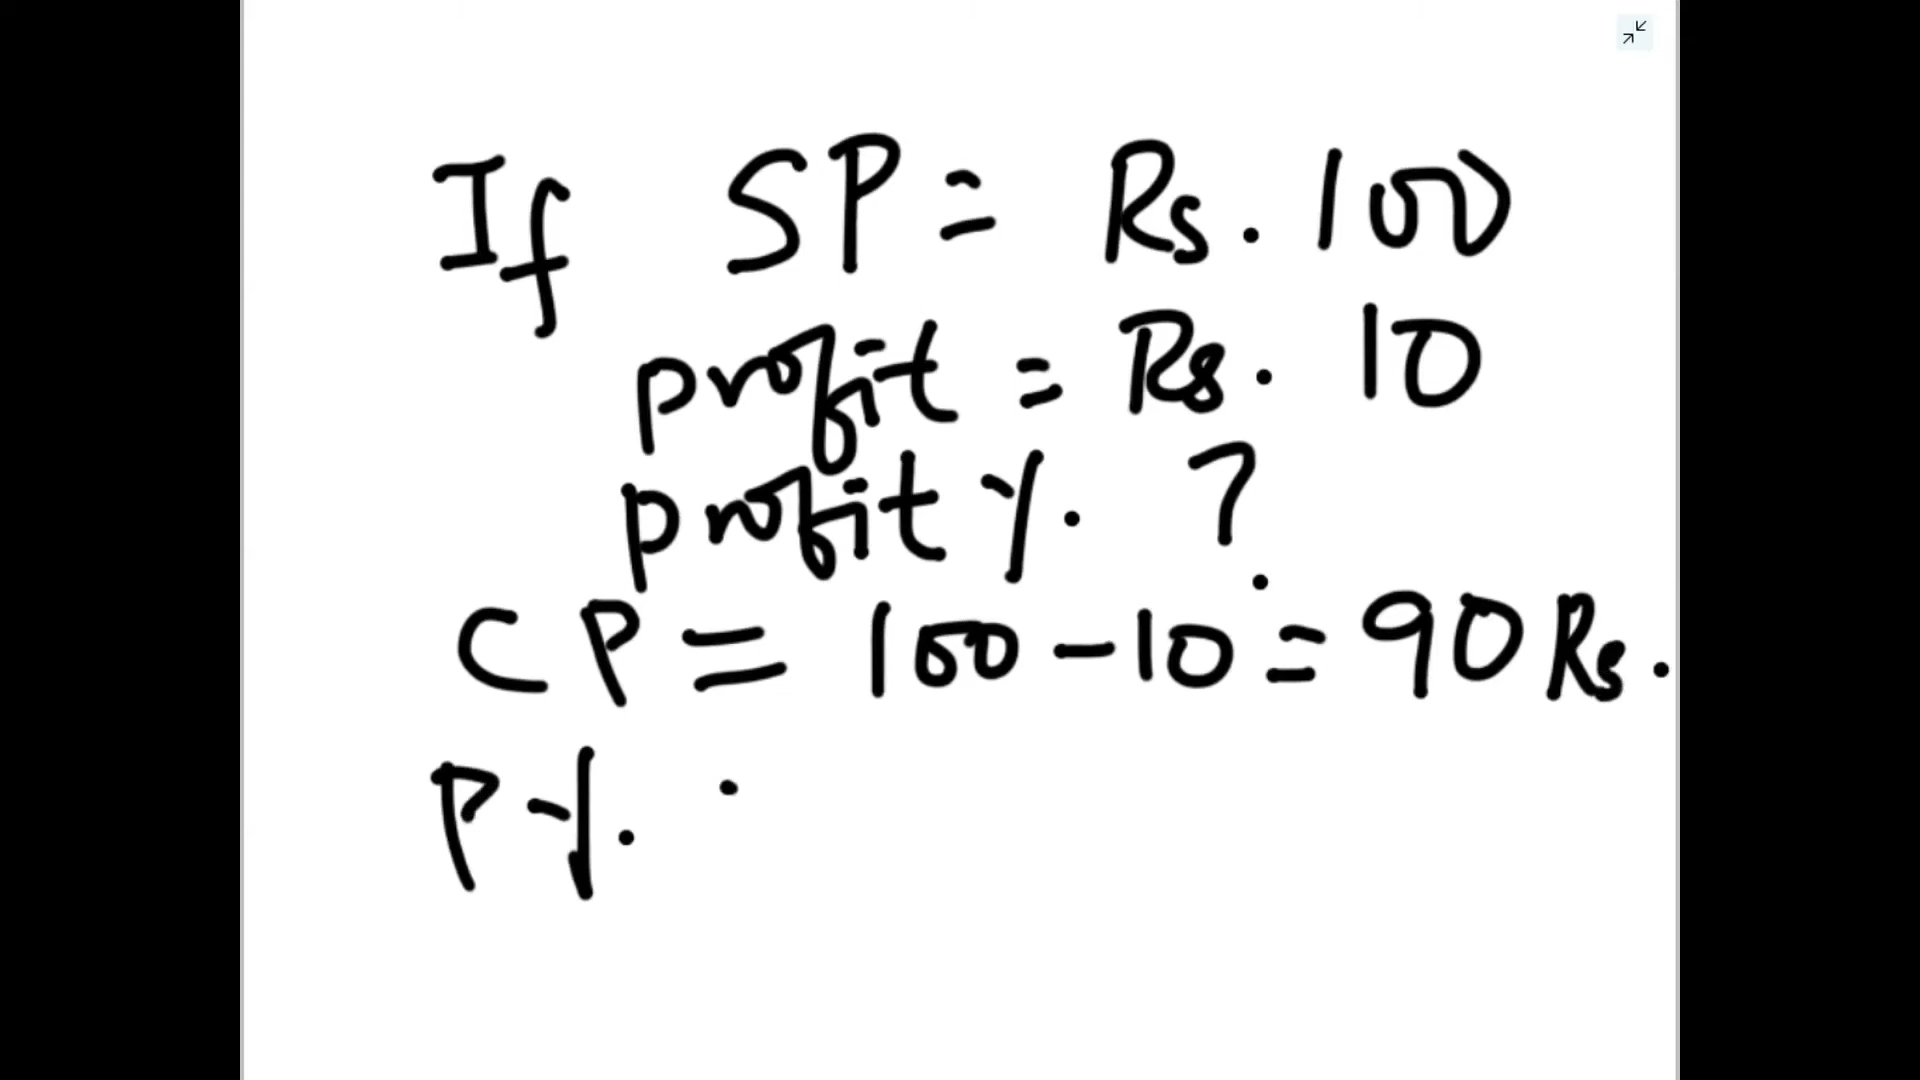 If SP = Rs. 100
profit = Rs. 10
profit %. ?
CP = 100 - 10 = 90 Rs.
P %.